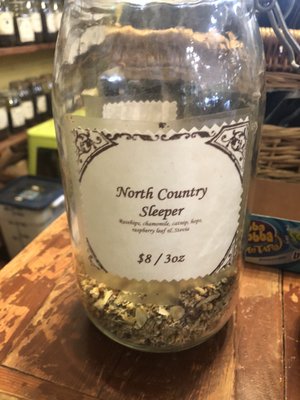 North Country
Sleeper
Rosehips, chamomile, catnip, hops,
raspberry leaf &, Stevia
$8 / 3oz